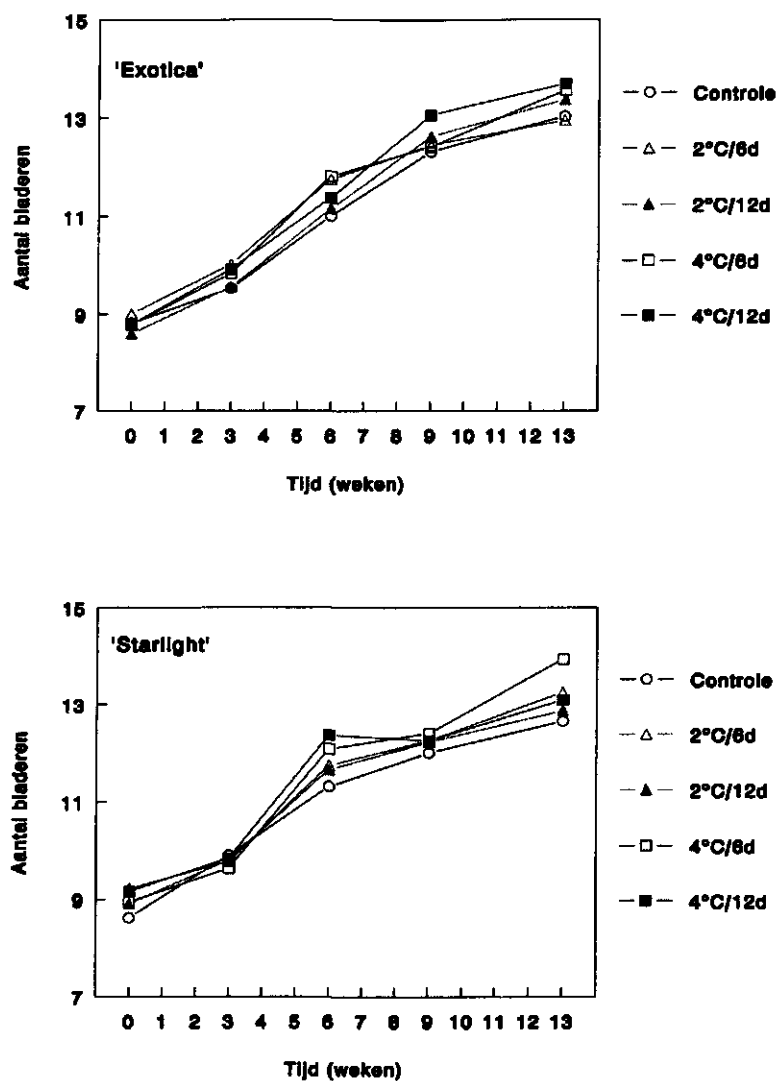 15
'Exotica'
13
11
9
7
Aantal bladeren
0 1 2 3 4 5 6 7 8 9 10 11 12 13
Tijd (weken)
Controle
2°C/6d
2°C/12d
4°C/6d
4°C/12d
15
'Starlight'
13
11
9
7
Aantal bladeren
0 1 2 3 4 5 6 7 8 9 10 11 12 13
Tijd (weken)
Controle
2°C/6d
2°C/12d
4°C/6d
4°C/12d